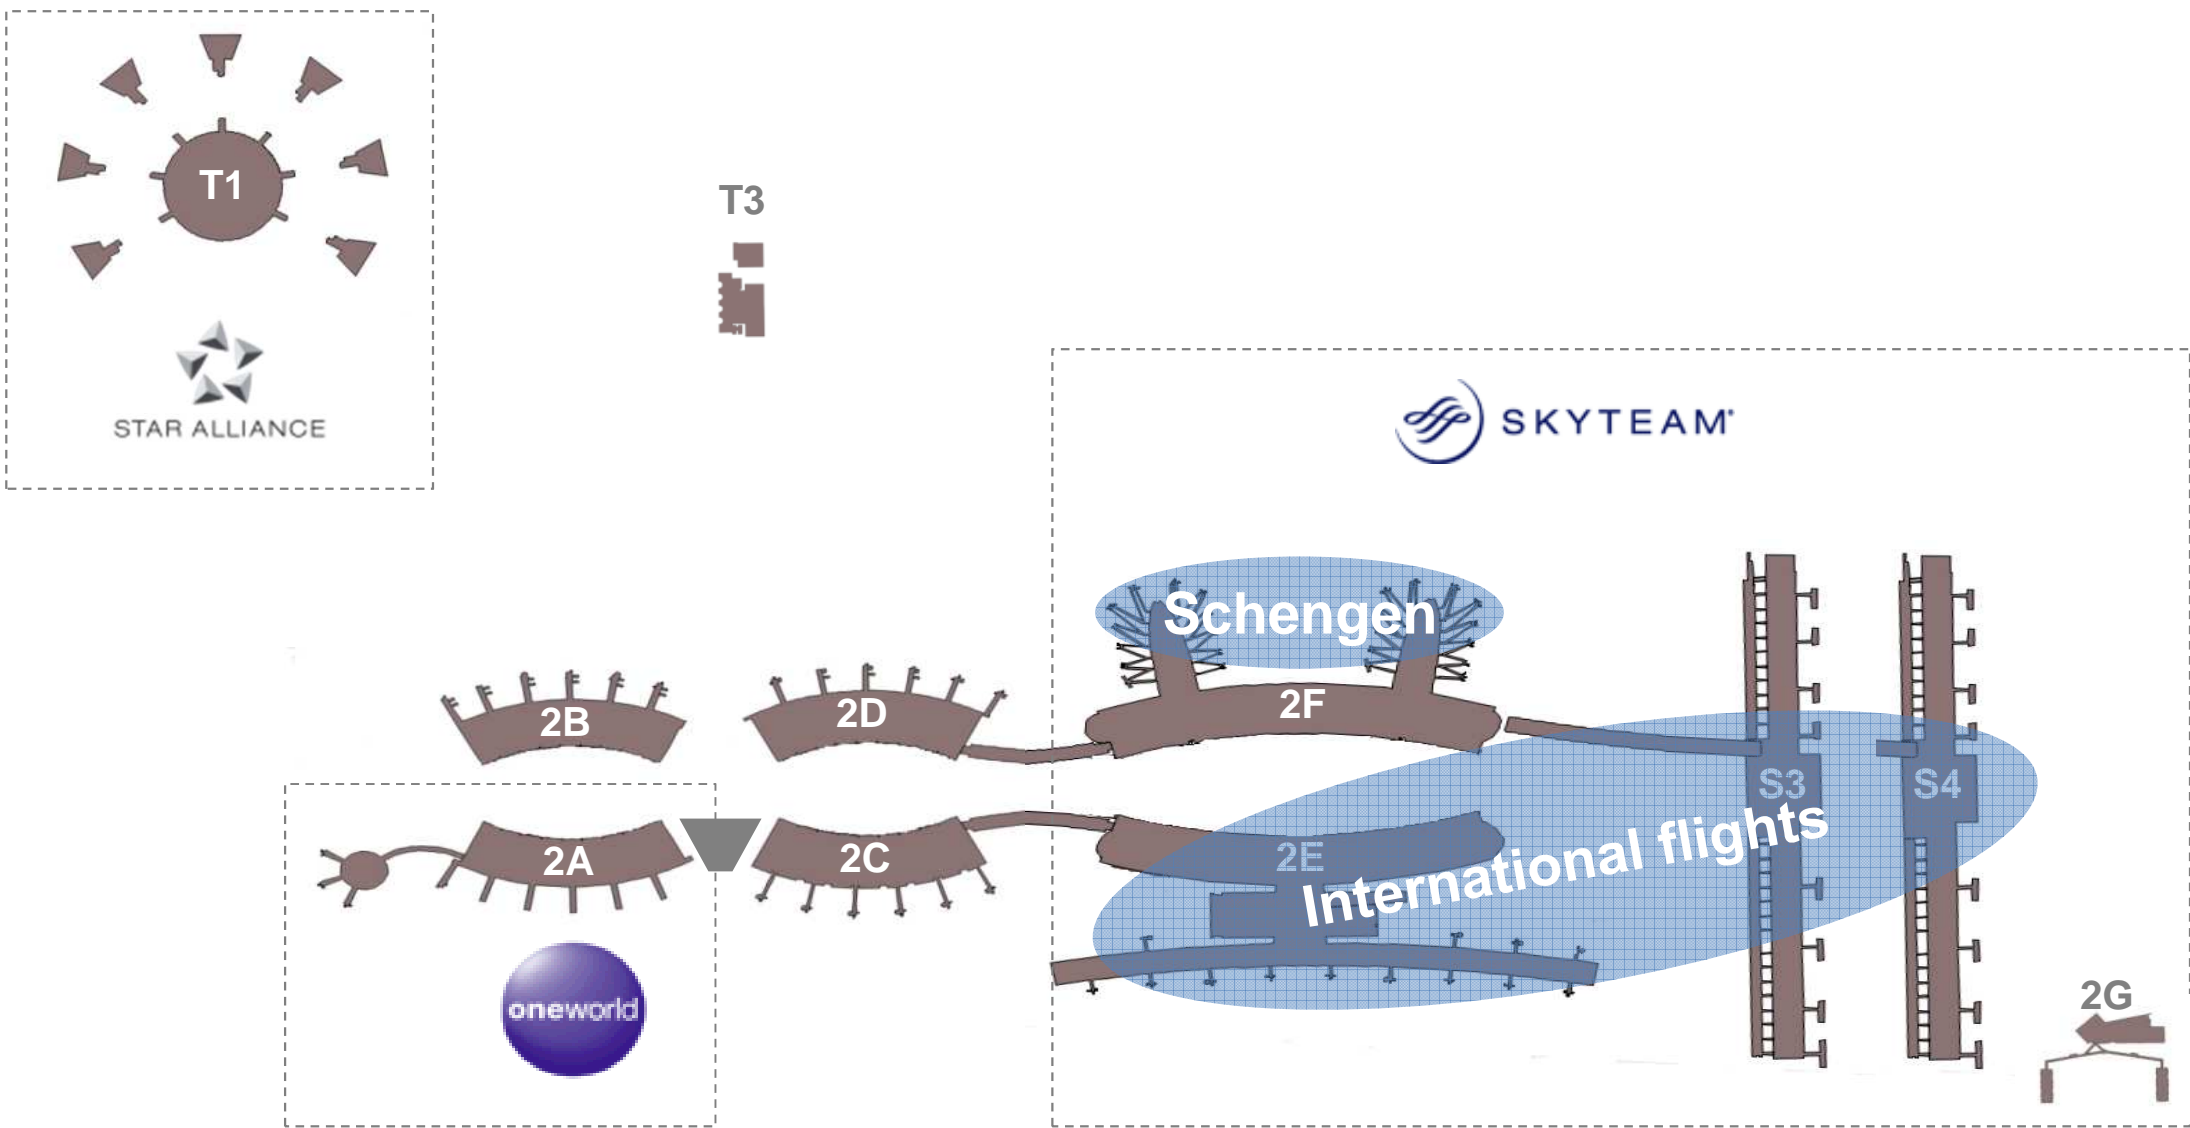 T1
STAR ALLIANCE
T3
SKYTEAM
Schengen
2B
2D
2F
S3
S4
2A
2C
2E
International flights
oneworld
2G